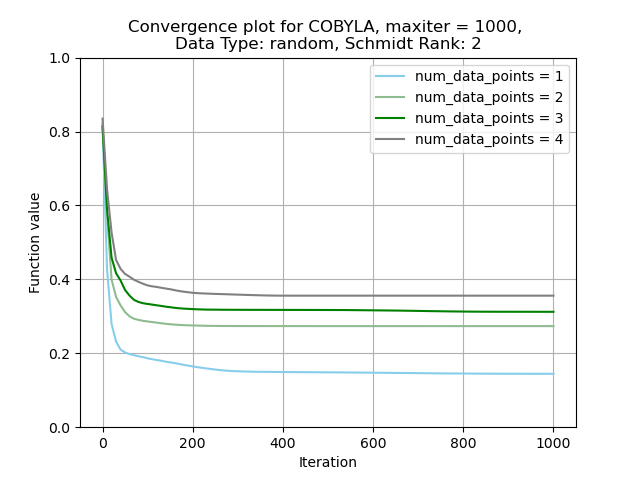 Convergence plot for COBYLA, maxiter = 1000,
Data Type: random, Schmidt Rank: 2
num_data_points = 1
num_data_points = 2
num_data_points = 3
num_data_points = 4
Function value
1.0
0.8
0.6
0.4
0.2
0.0
0 200 400 600 800 1000
Iteration